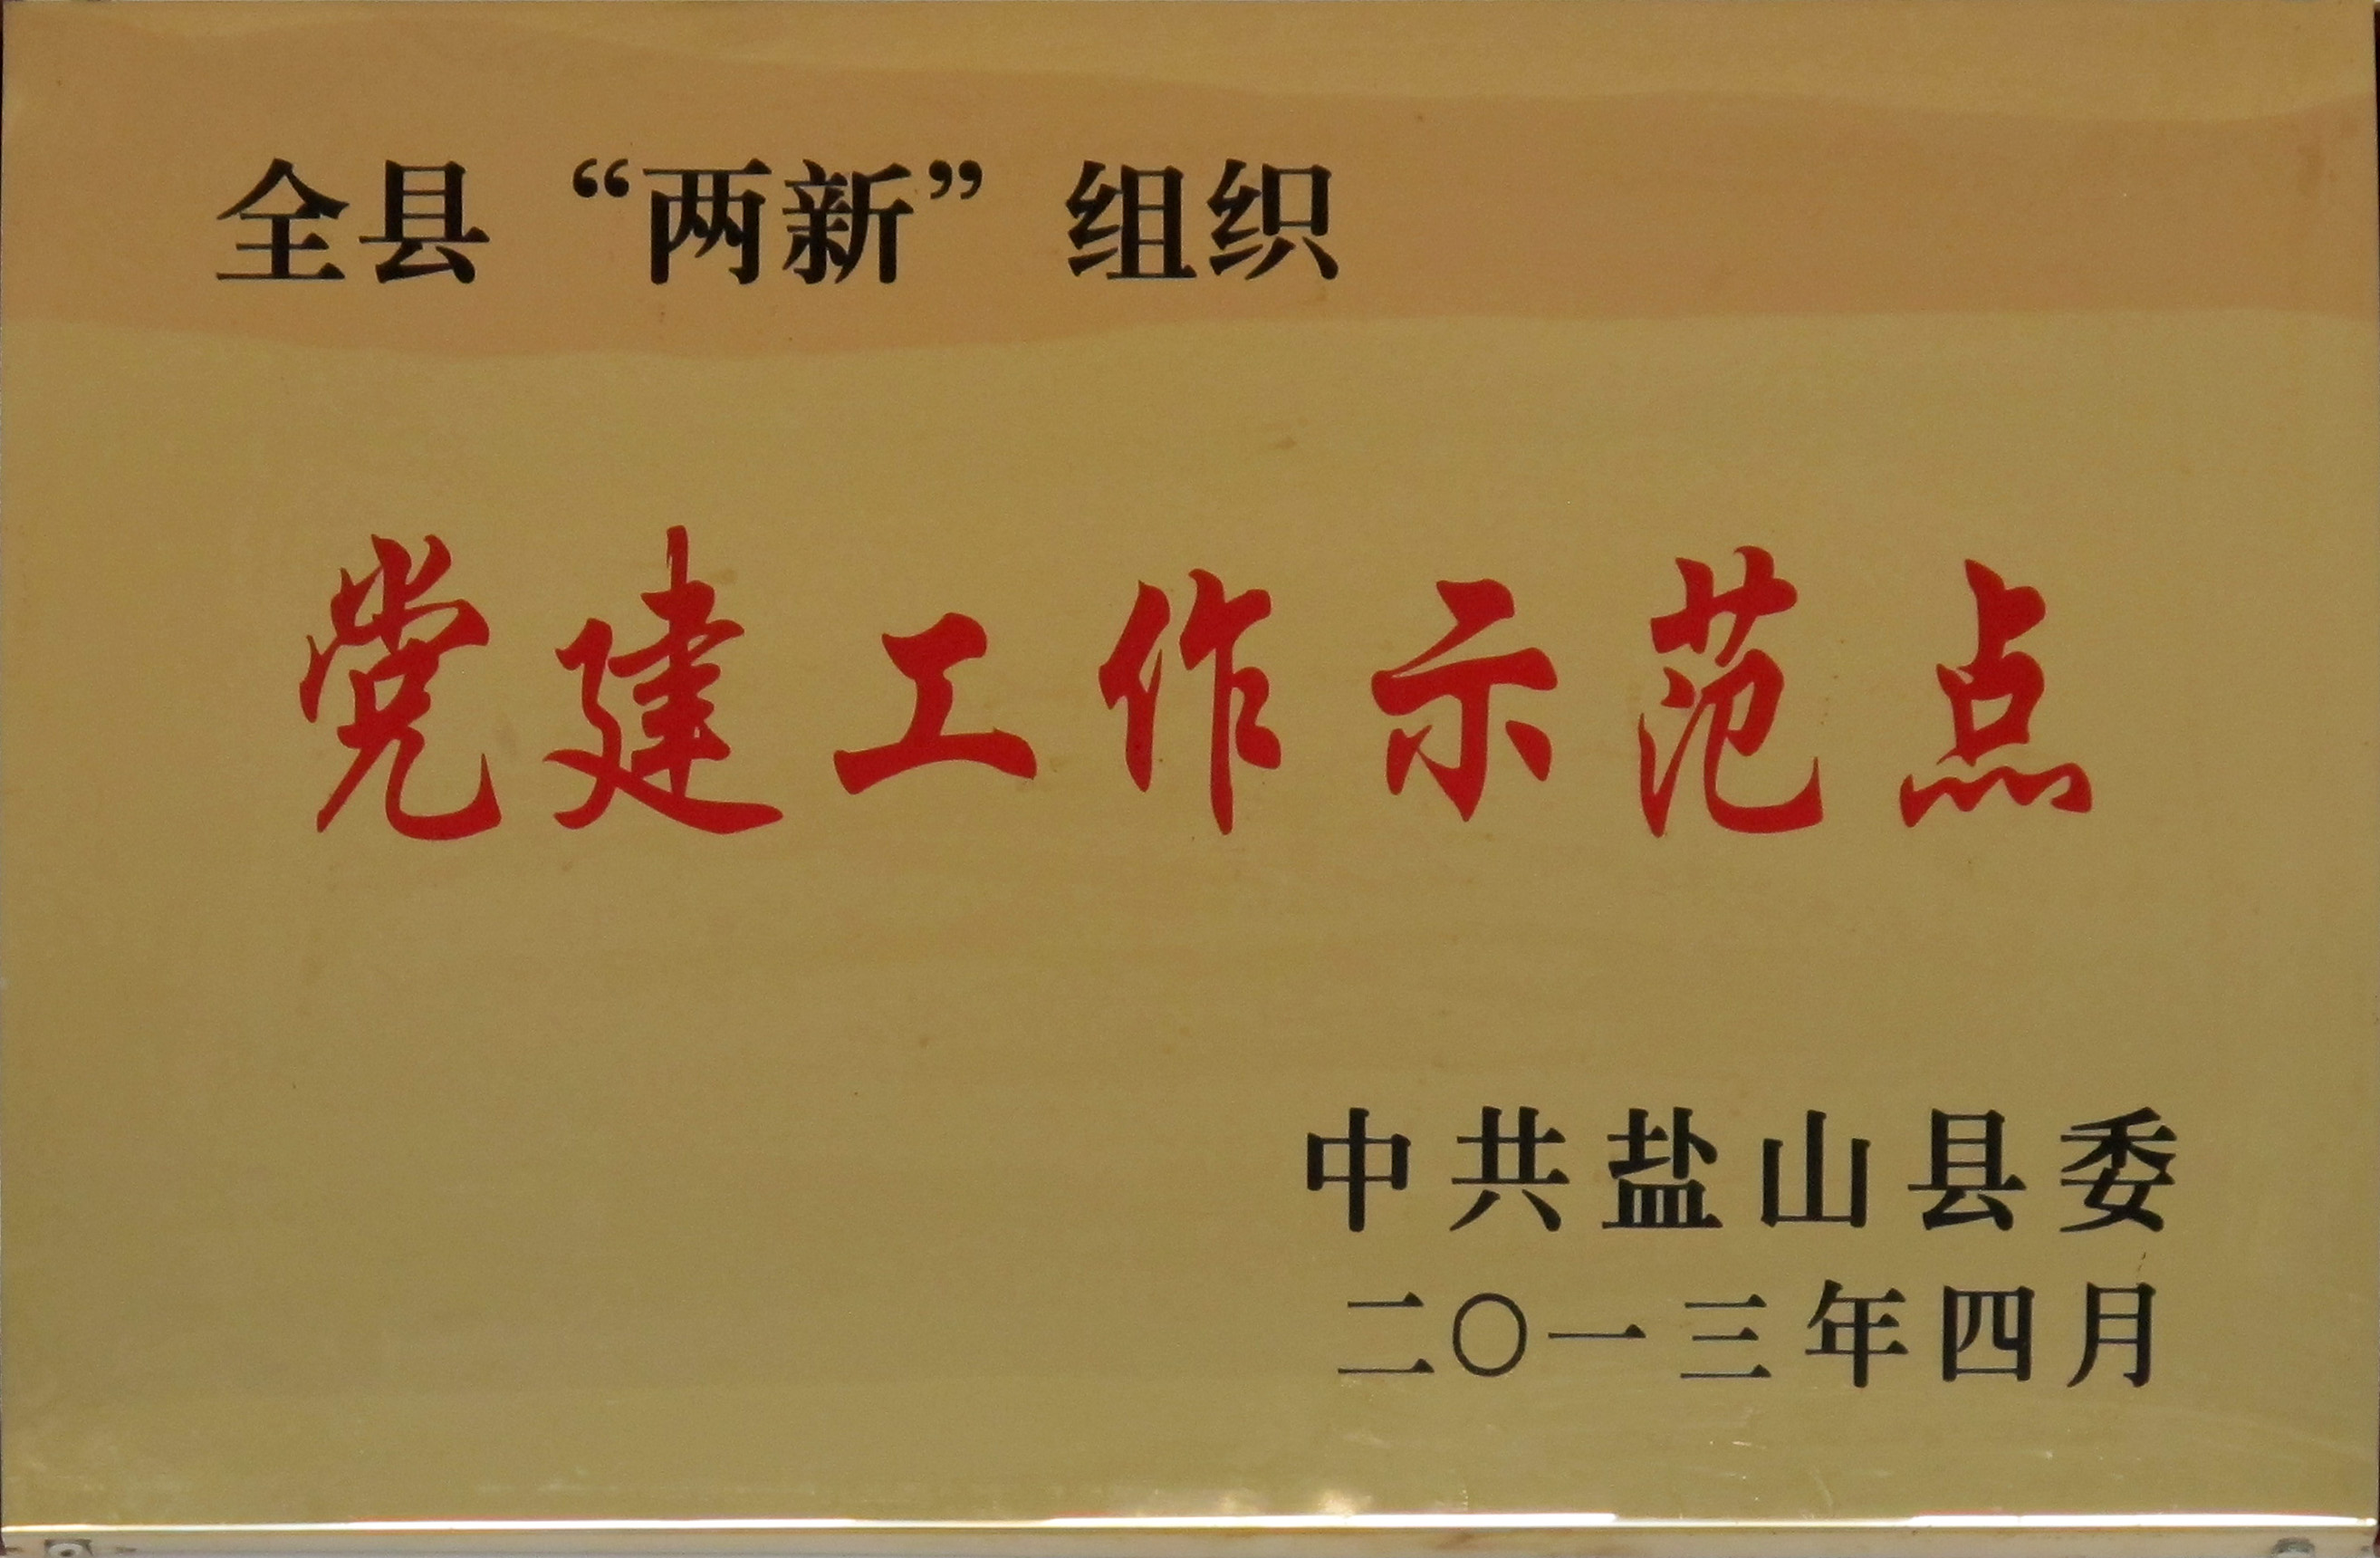 全县“两新”组织
党建工作示范点
中共盐山县委
二〇一三年四月